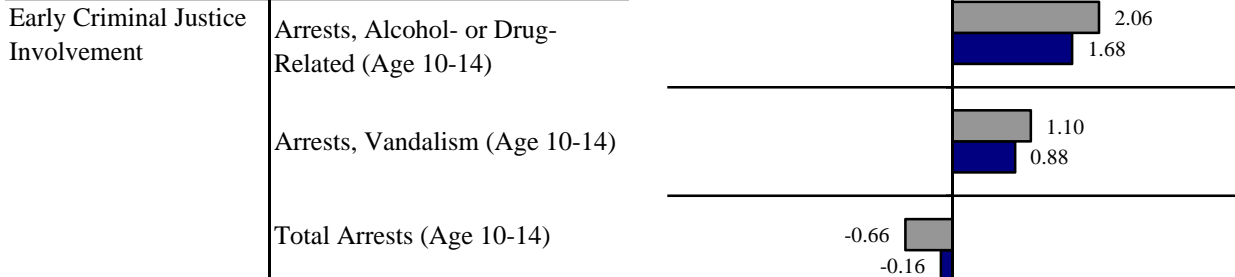 Early Criminal Justice
Involvement
Arrests, Alcohol- or Drug-
Related (Age 10-14)
2.06
1.68
Arrests, Vandalism (Age 10-14)
1.10
0.88
Total Arrests (Age 10-14)
-0.66
-0.16